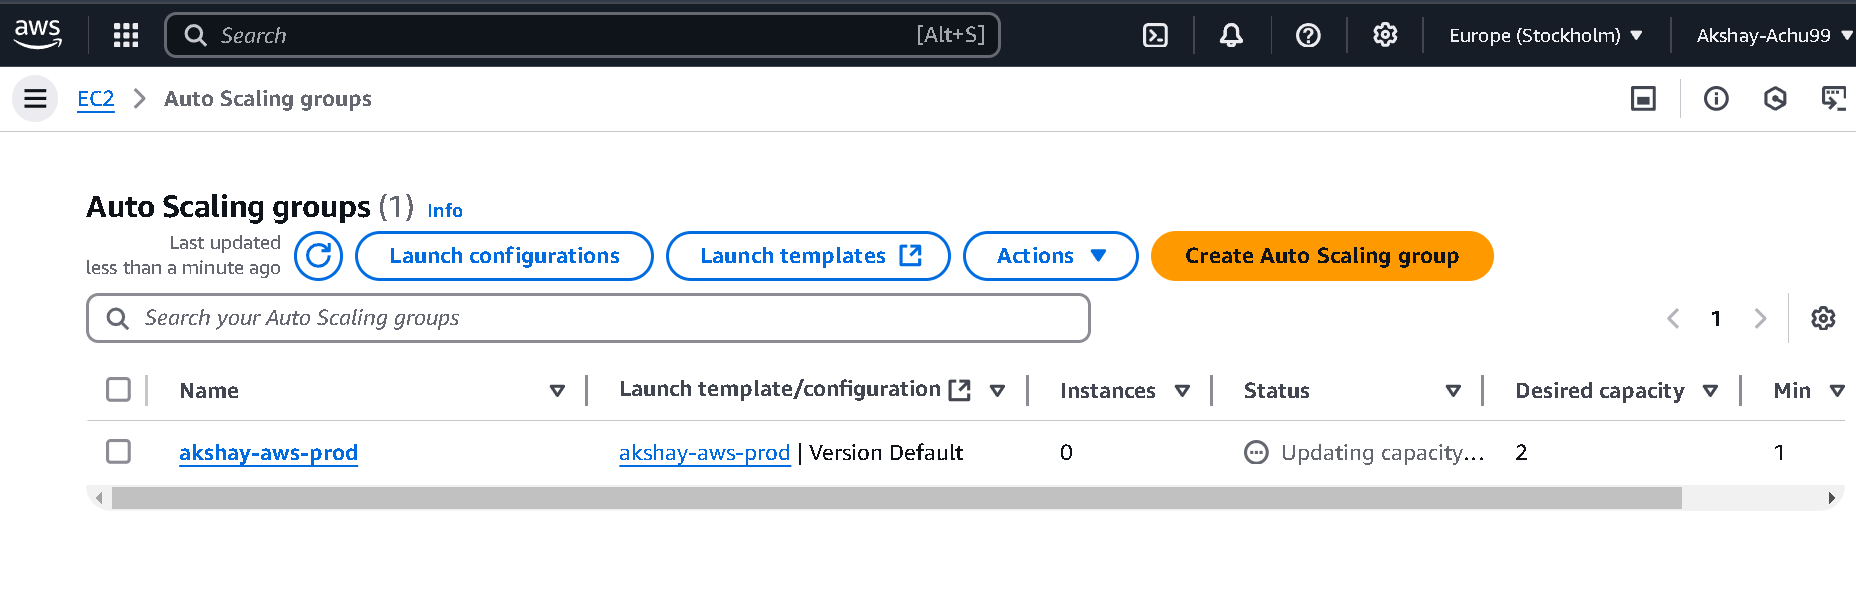 aws Search [Alt+S] Europe (Stockholm) Akshay-Achu99
EC2 Auto Scaling groups
Auto Scaling groups (1) Info
Last updated
less than a minute ago
Launch configurations Launch templates Actions Create Auto Scaling group
Search your Auto Scaling groups
1
Name Launch template/configuration Instances Status Desired capacity Min
akshay-aws-prod akshay-aws-prod | Version Default 0 Updating capacity... 2 1